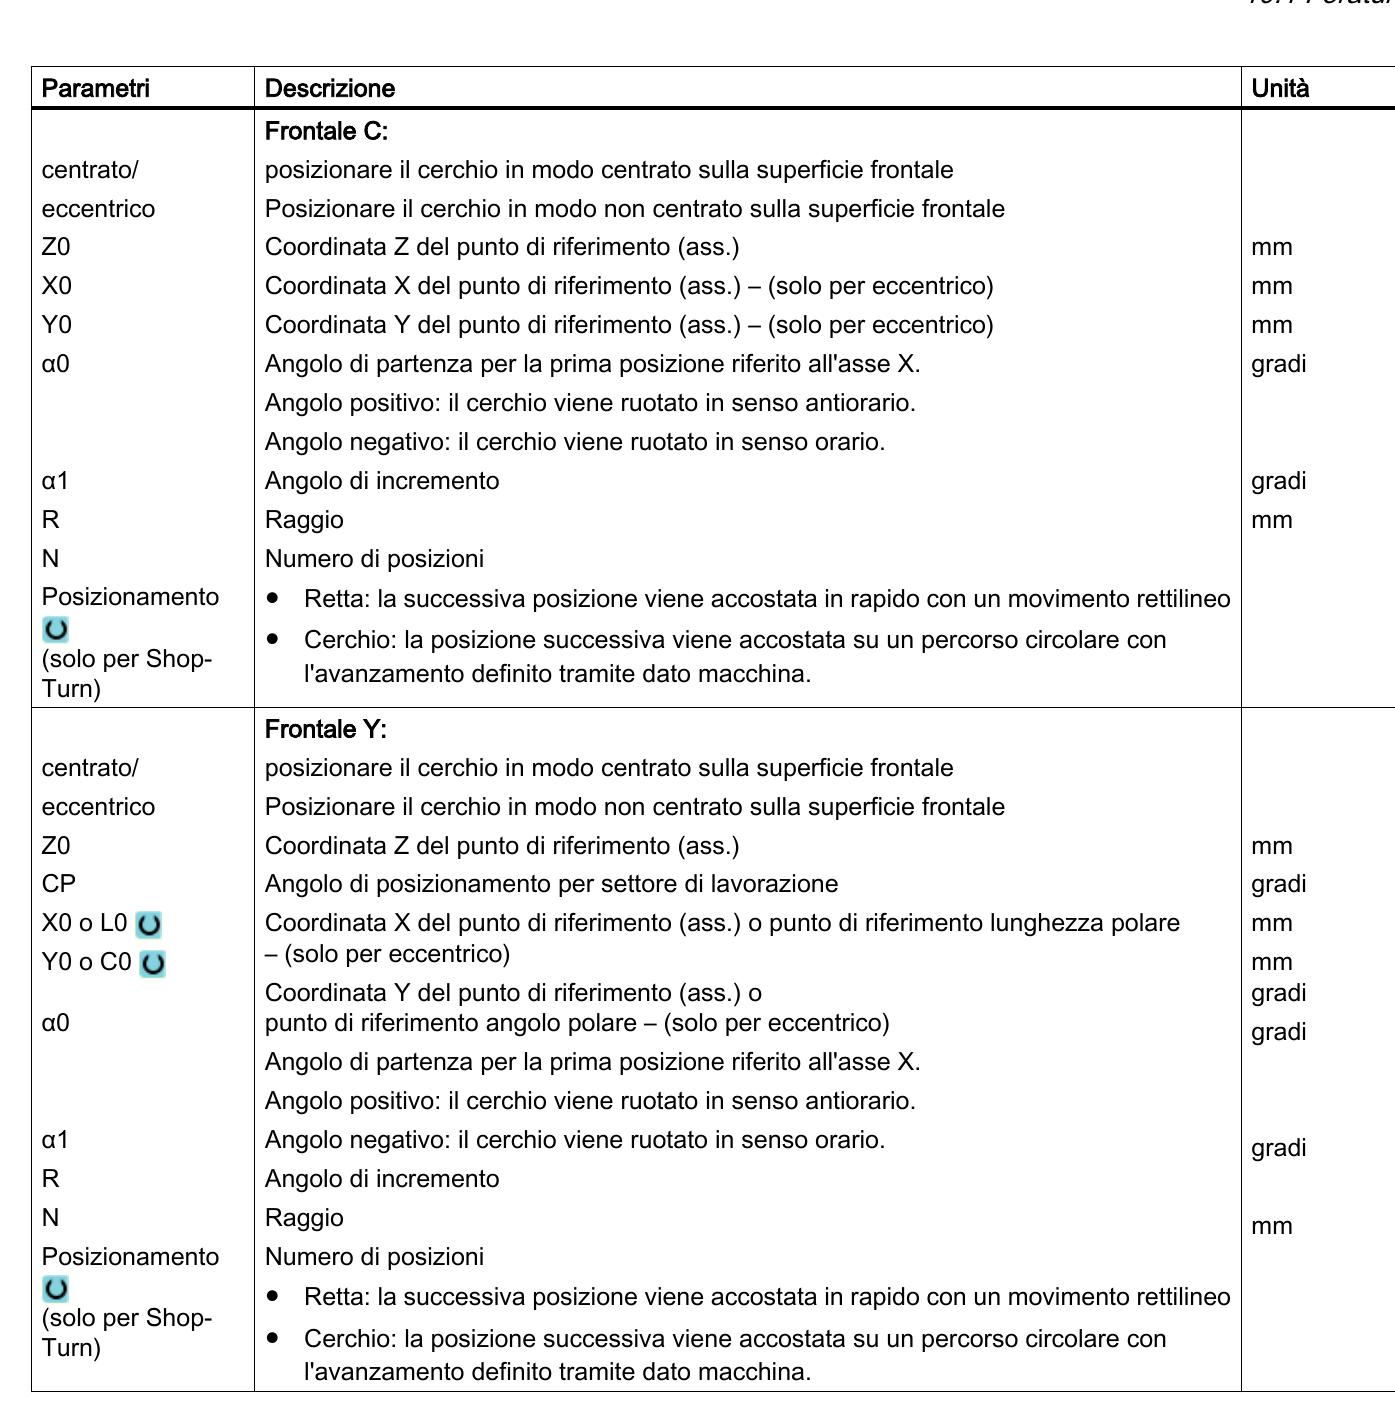 Parametri Descrizione Unità
Frontale C:
centrato/ posizionare il cerchio in modo centrato sulla superficie frontale
eccentrico Posizionare il cerchio in modo non centrato sulla superficie frontale
Z0 Coordinata Z del punto di riferimento (ass.) mm
X0 Coordinata X del punto di riferimento (ass.) – (solo per eccentrico) mm
Y0 Coordinata Y del punto di riferimento (ass.) – (solo per eccentrico) mm
α0 Angolo di partenza per la prima posizione riferito all'asse X. gradi
Angolo positivo: il cerchio viene ruotato in senso antiorario.
Angolo negativo: il cerchio viene ruotato in senso orario.
α1 Angolo di incremento gradi
R Raggio mm
N Numero di posizioni
Posizionamento
(solo per Shop-
Turn)
● Retta: la successiva posizione viene accostata in rapido con un movimento rettilineo
● Cerchio: la posizione successiva viene accostata su un percorso circolare con
l'avanzamento definito tramite dato macchina.
Frontale Y:
centrato/ posizionare il cerchio in modo centrato sulla superficie frontale
eccentrico Posizionare il cerchio in modo non centrato sulla superficie frontale
Z0 Coordinata Z del punto di riferimento (ass.) mm
CP Angolo di posizionamento per settore di lavorazione gradi
X0 o L0 Coordinata X del punto di riferimento (ass.) o punto di riferimento lunghezza polare mm
– (solo per eccentrico)
Y0 o C0 mm
Coordinata Y del punto di riferimento (ass.) o gradi
α0 punto di riferimento angolo polare – (solo per eccentrico) gradi
Angolo di partenza per la prima posizione riferito all'asse X.
Angolo positivo: il cerchio viene ruotato in senso antiorario.
α1 Angolo negativo: il cerchio viene ruotato in senso orario. gradi
R Angolo di incremento
N Raggio mm
Posizionamento Numero di posizioni
(solo per Shop-
Turn)
● Retta: la successiva posizione viene accostata in rapido con un movimento rettilineo
● Cerchio: la posizione successiva viene accostata su un percorso circolare con
l'avanzamento definito tramite dato macchina.